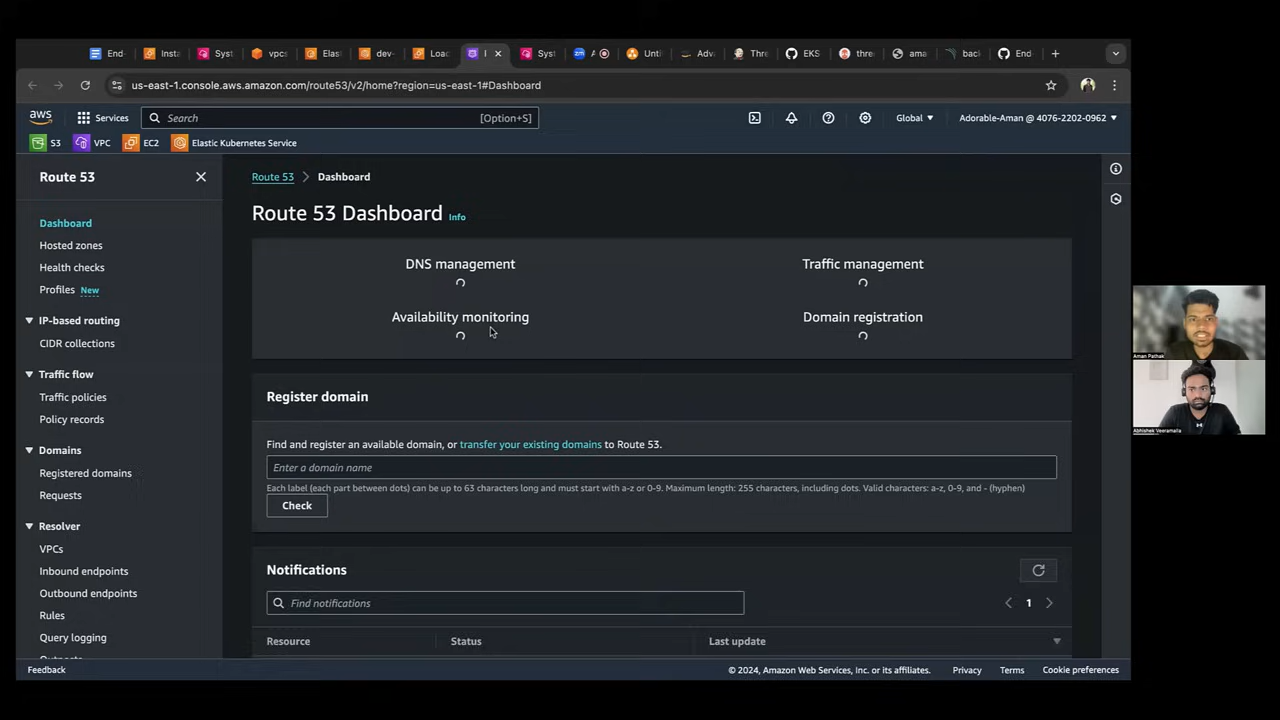 End-
Insta
Syst
vpcs
Elast
dev-
Load
I
Syst
A
Unti
Adva
Thre
EKS
thre
ama
back
End
us-east-1.console.aws.amazon.com/route53/v2/home?region=us-east-1#Dashboard
aws
Services
Search
[Option+S]
Global
Adorable-Aman @ 4076-2202-0962
S3
VPC
EC2
Elastic Kubernetes Service
Route 53
Dashboard
Hosted zones
Health checks
Profiles New
IP-based routing
CIDR collections
Traffic flow
Traffic policies
Policy records
Domains
Registered domains
Requests
Resolver
VPCs
Inbound endpoints
Outbound endpoints
Rules
Query logging
Route 53 > Dashboard
Route 53 Dashboard Info
DNS management
Traffic management
Availability monitoring
Domain registration
Register domain
Find and register an available domain, or transfer your existing domains to Route 53.
Enter a domain name
Each label (each part between dots) can be up to 63 characters long and must start with a-z or 0-9. Maximum length: 255 characters, including dots. Valid characters: a-z, 0-9, and - (hyphen)
Check
Notifications
Find notifications
1
Resource
Status
Last update
Feedback
© 2024, Amazon Web Services, Inc. or its affiliates.
Privacy
Terms
Cookie preferences
Aman Pathak
Abhishek Veeramalla